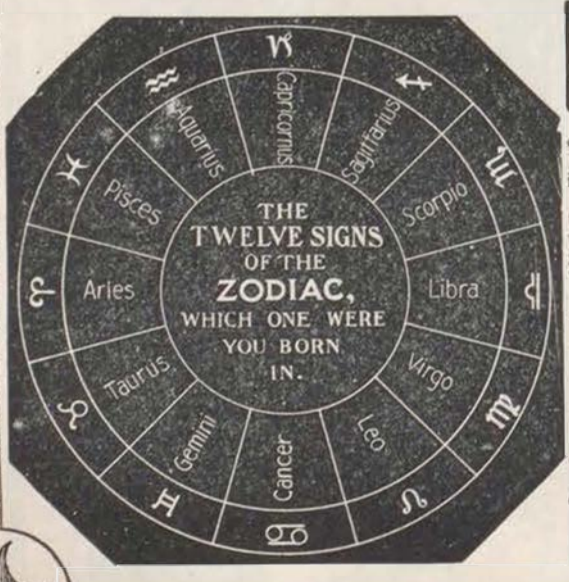 THE
TWELVE SIGNS
OF THE
ZODIAC,
WHICH ONE WERE
YOU BORN
IN.
Capricornus
Sagittarius
Scorpio
Libra
Virgo
Leo
Cancer
Gemini
Taurus
Aries
Pisces
Aquarius